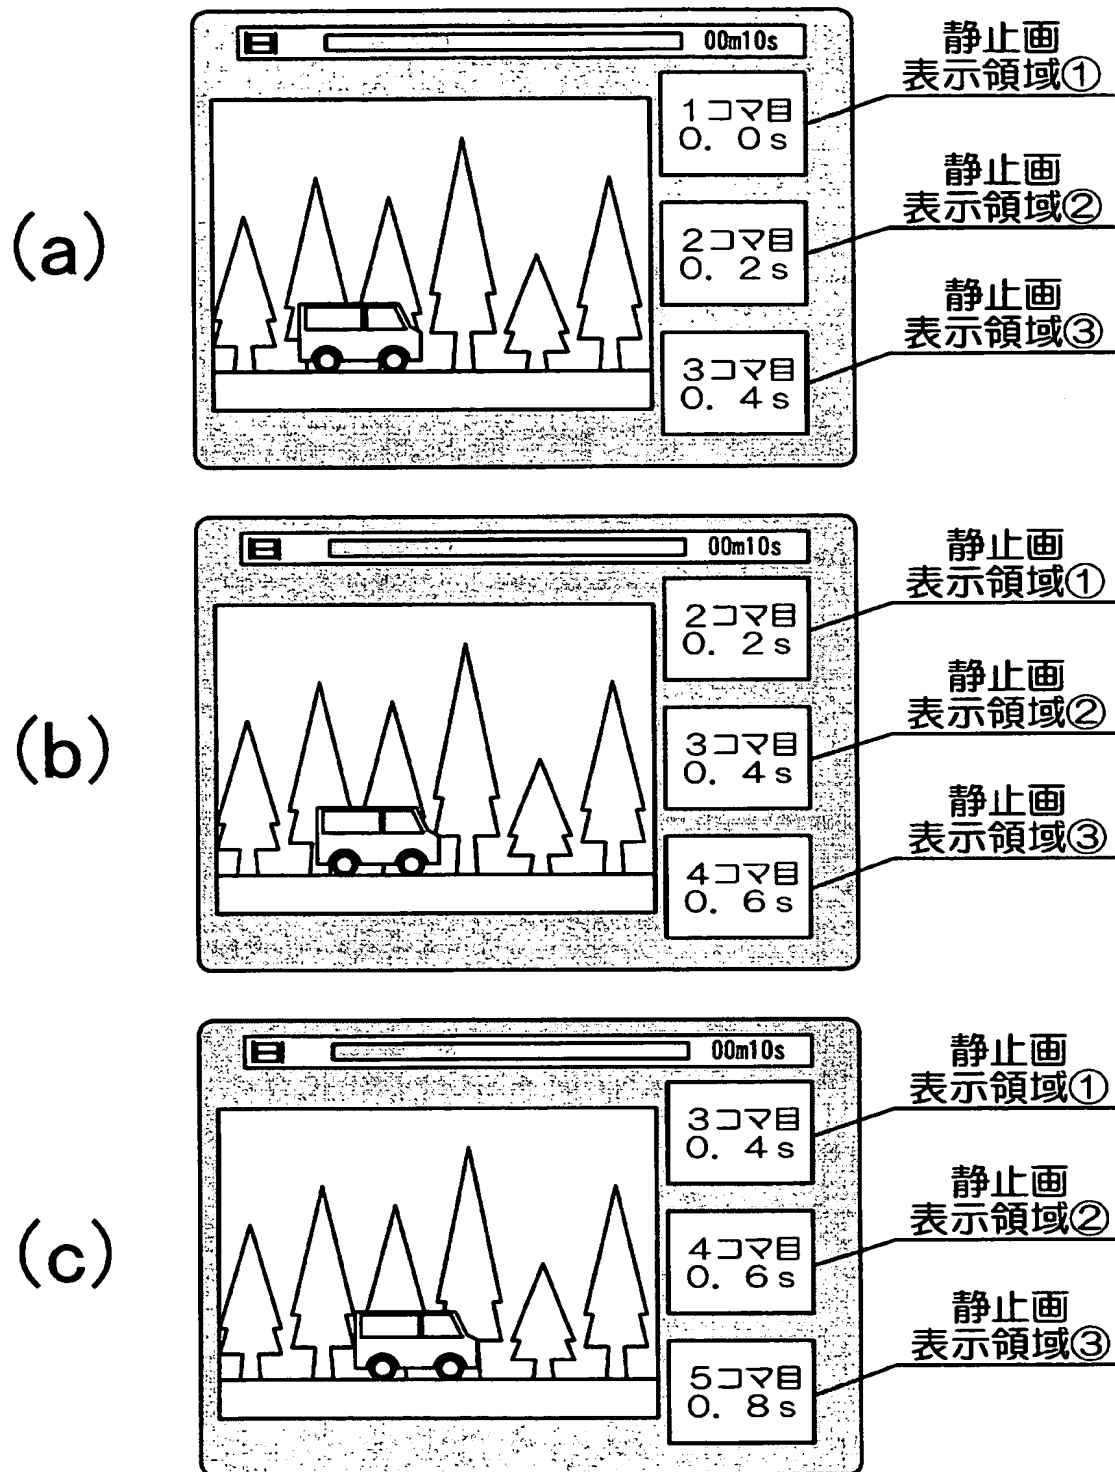 (a)
00m10s
1コマ目
0.0s
2コマ目
0.2s
3コマ目
0.4s
静止画
表示領域①
静止画
表示領域②
静止画
表示領域③
(b)
00m10s
2コマ目
0.2s
3コマ目
0.4s
4コマ目
0.6s
静止画
表示領域①
静止画
表示領域②
静止画
表示領域③
(c)
00m10s
3コマ目
0.4s
4コマ目
0.6s
5コマ目
0.8s
静止画
表示領域①
静止画
表示領域②
静止画
表示領域③